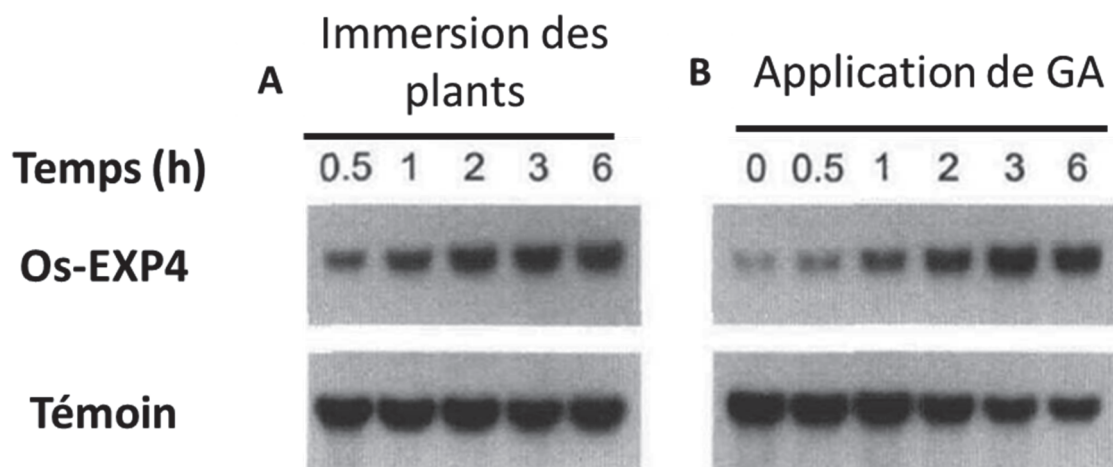 A Immersion des plants
B Application de GA
Temps (h) 0.5 1 2 3 6 0 0.5 1 2 3 6
Os-EXP4
Témoin